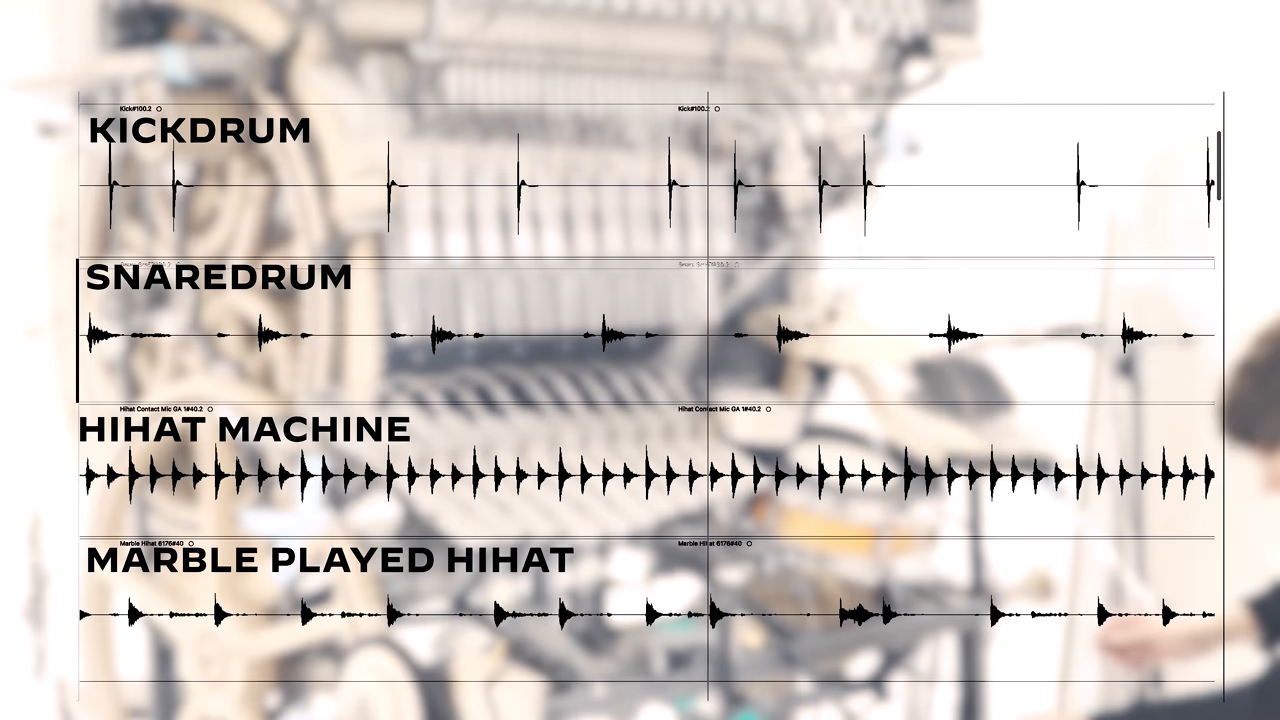 Kick#100.2 Kick#100.2
KICKDRUM
SNAREDRUM
Hihat Contact Mic GA 1#40.2 Hihat Contact Mic GA 1#40.2
HIHAT MACHINE
Marble Hihat 6176#40 Marble Hihat 6176#40
MARBLE PLAYED HIHAT